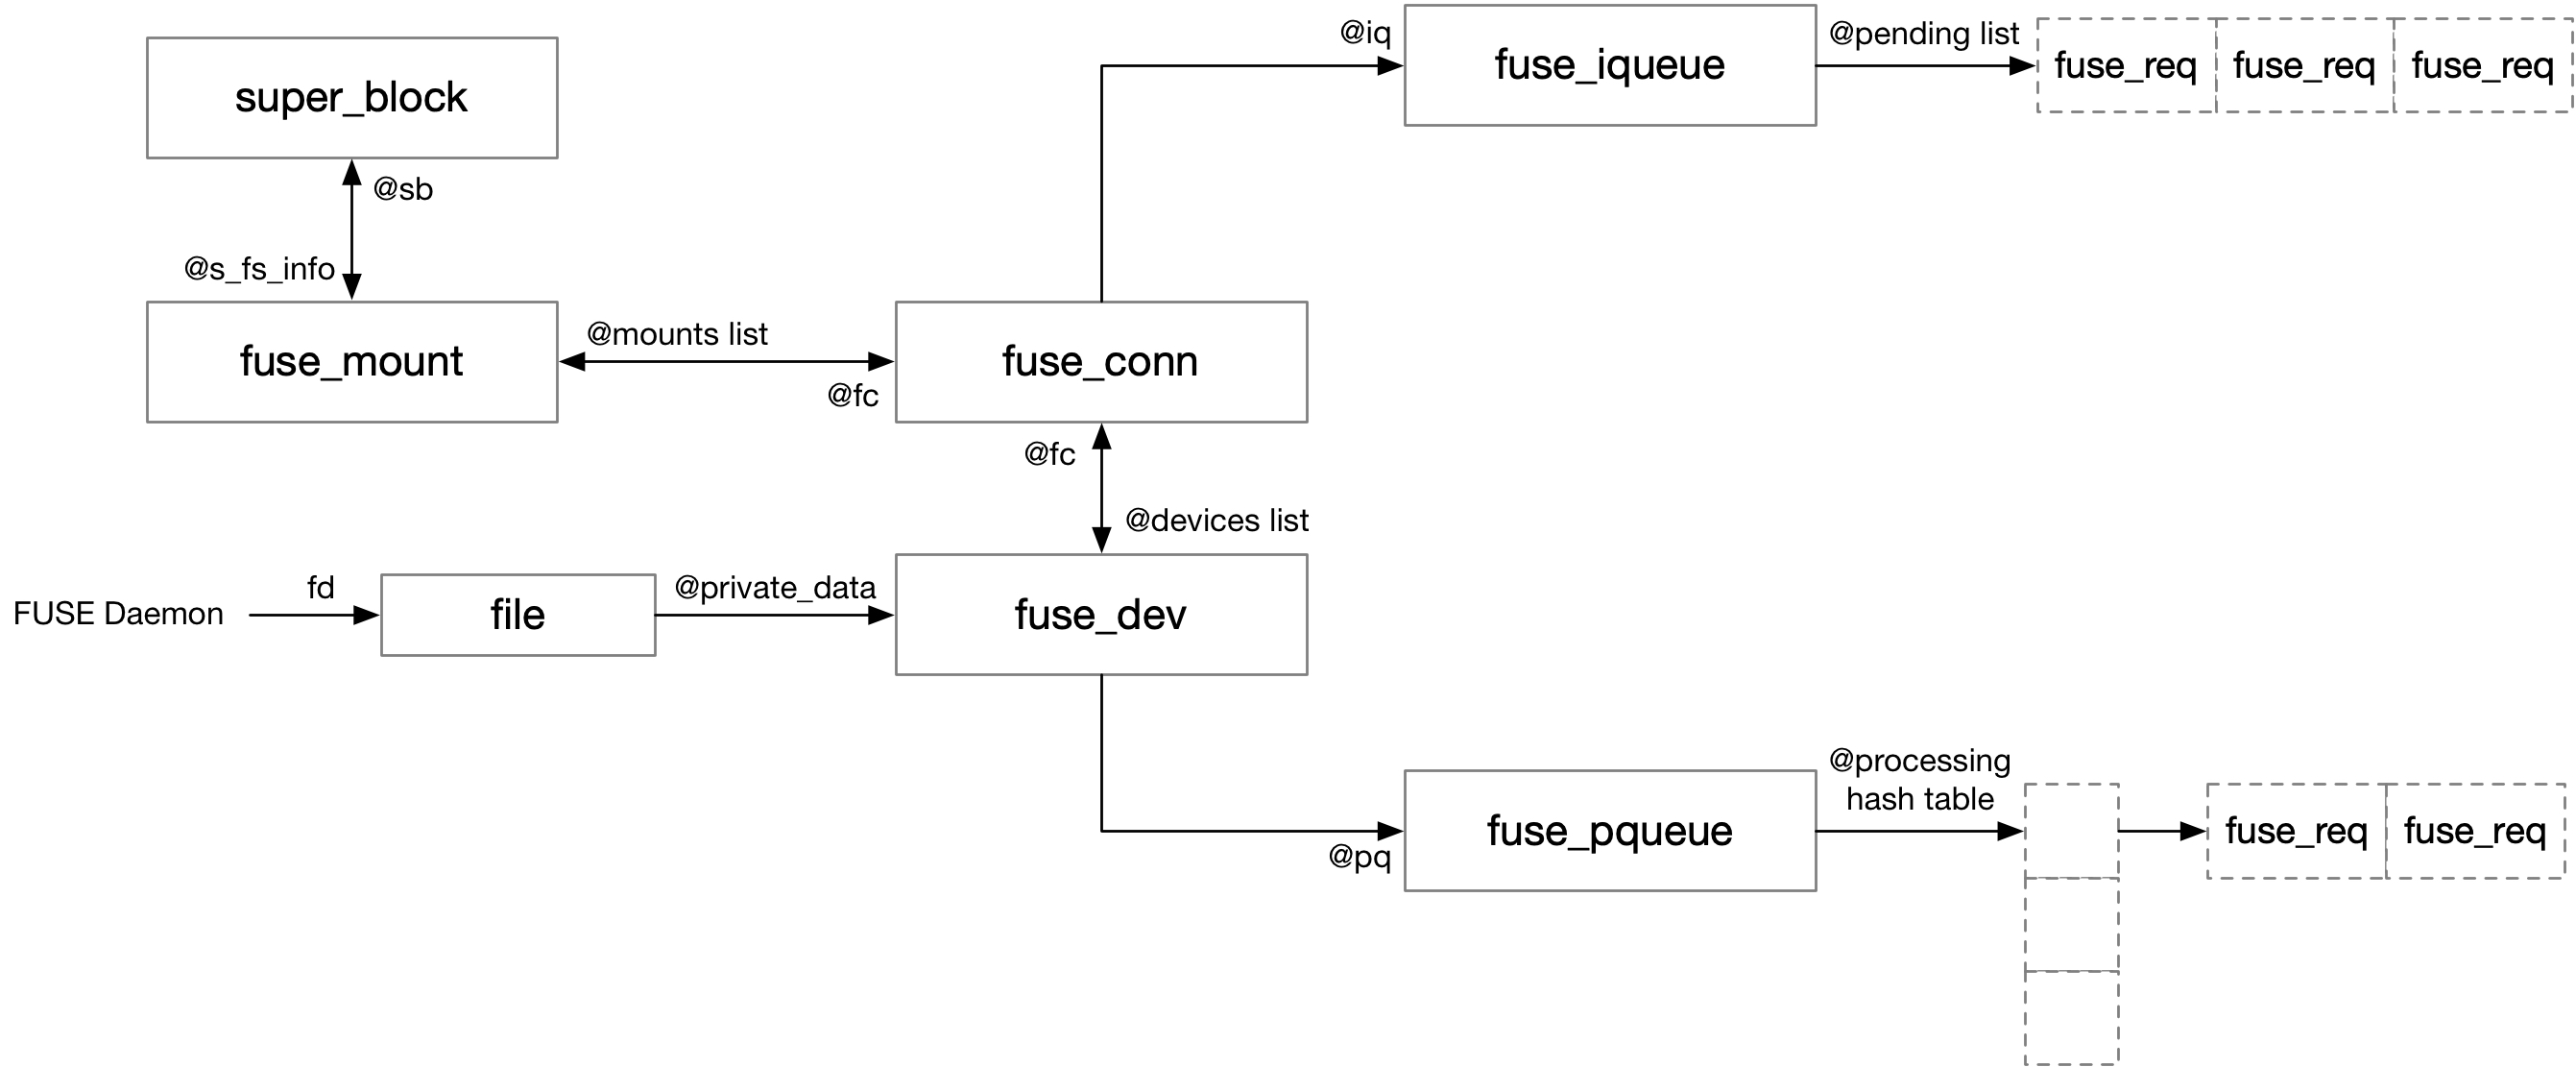 @iq
fuse_iqueue
@pending list
fuse_req
fuse_req
fuse_req
super_block
@sb
@s_fs_info
fuse_mount
@mounts list
@fc
fuse_conn
@fc
@devices list
FUSE Daemon
fd
file
@private_data
fuse_dev
@pq
fuse_pqueue
@processing
hash table
fuse_req
fuse_req